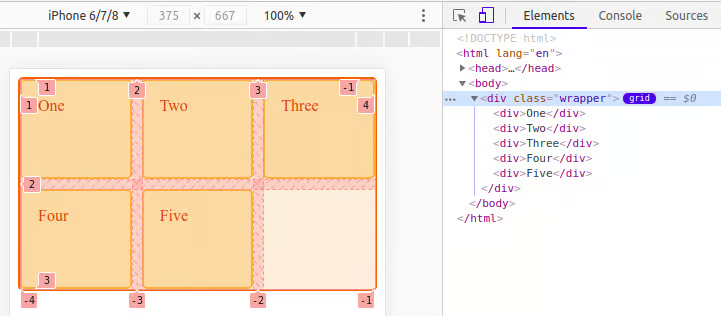 iPhone 6/7/8 ▼ 375 × 667 100% ▼
Elements Console Sources
<!DOCTYPE html>
<html lang="en">
▶<head>…</head>
▼<body>
▼<div class="wrapper"> grid == $0
<div>One</div>
<div>Two</div>
<div>Three</div>
<div>Four</div>
<div>Five</div>
</div>
</body>
</html>
1 2 3 -1
1 One Two Three 4
2
Four Five
3
-4 -3 -2 -1